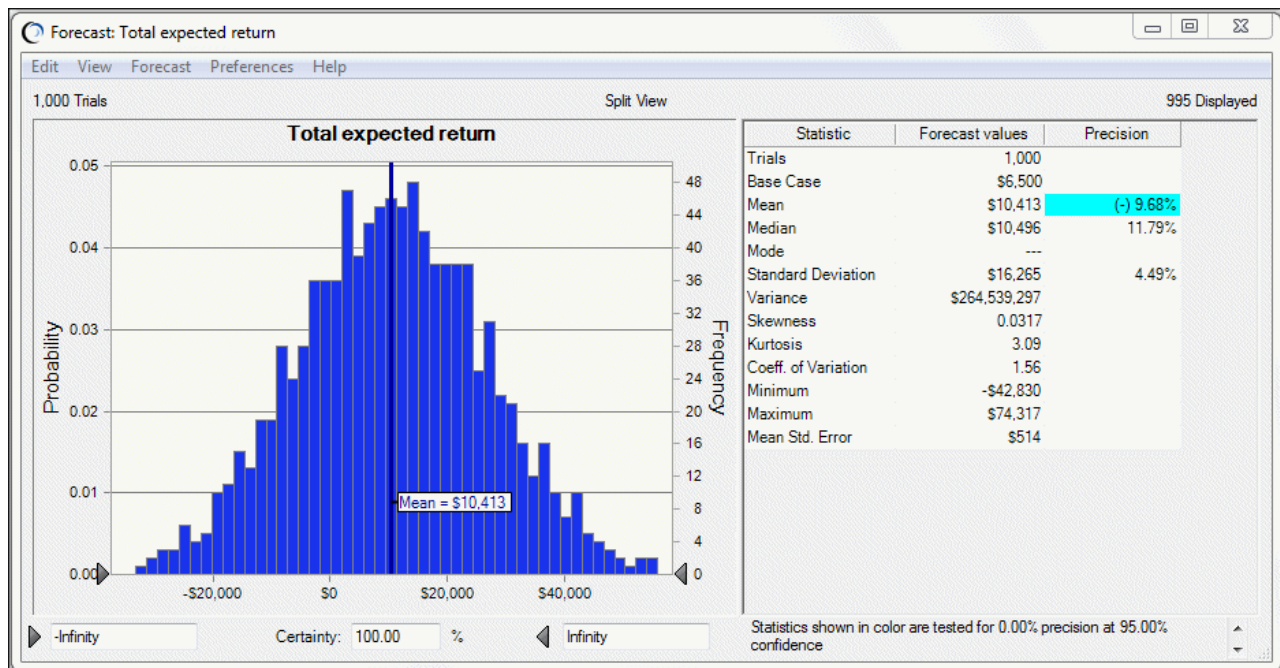 Forecast: Total expected return
Edit View Forecast Preferences Help
1,000 Trials Split View 995 Displayed
Total expected return
0.05
0.04
0.03
0.02
0.01
0.00
Probability
-$20,000 $0 $20,000 $40,000
48
44
40
36
32
28
24
20
16
12
8
4
0
Frequency
Mean = $10,413
Statistic Forecast values Precision
Trials 1,000
Base Case $6,500
Mean $10,413 (-) 9.68%
Median $10,496 11.79%
Mode ---
Standard Deviation $16,265 4.49%
Variance $264,539,297
Skewness 0.0317
Kurtosis 3.09
Coeff. of Variation 1.56
Minimum -$42,830
Maximum $74,317
Mean Std. Error $514
-Infinity Certainty: 100.00 % Infinity
Statistics shown in color are tested for 0.00% precision at 95.00%
confidence